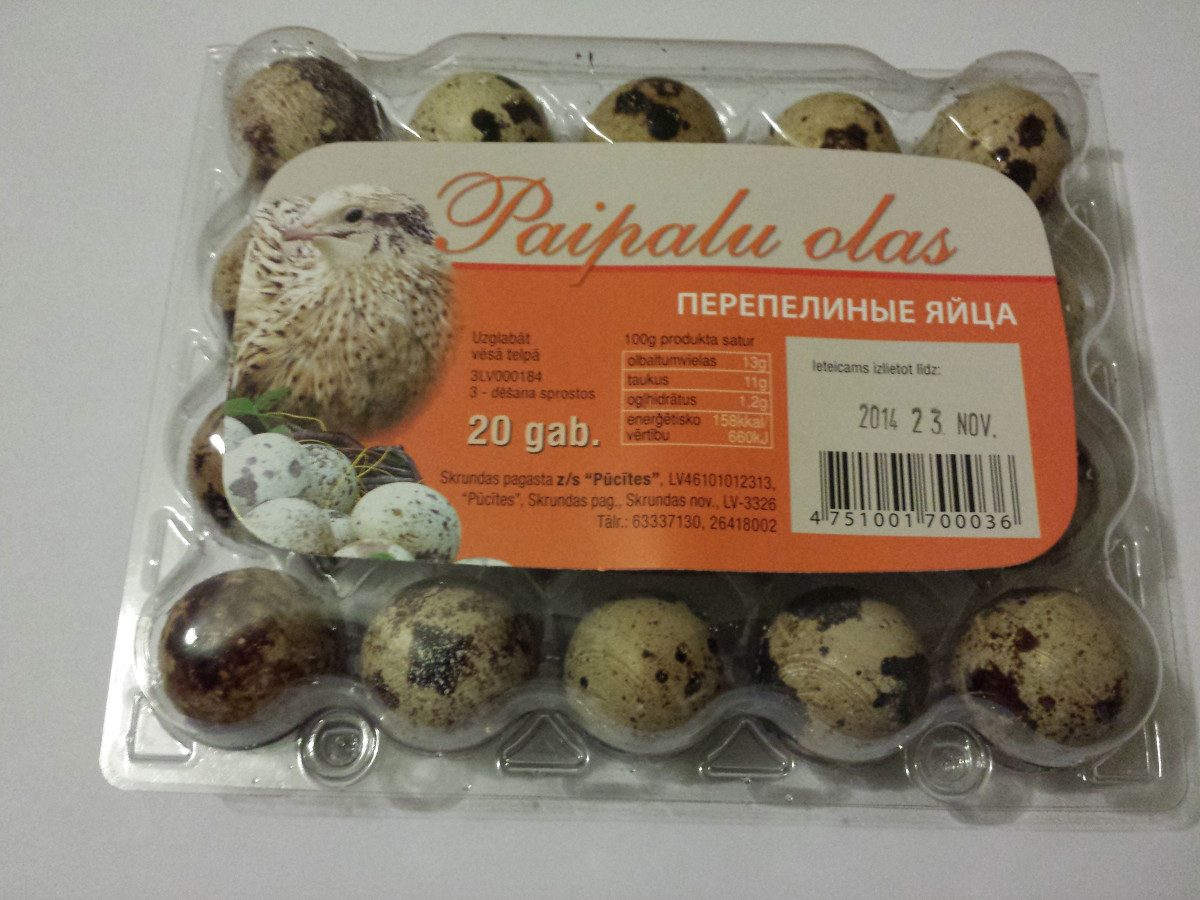 Paipalu olas
ПЕРЕПЕЛИНЫЕ ЯЙЦА
Uzglabāt
vēsā telpā
3LV000184
3 - dēšana sprostos
20 gab.
100g produkta satur
olbaltumvielas 13g
taukus 11g
ogļhidrātus 1,2g
enerģētisko 158kkal/
vērtību 660kJ
Ieteicams izlietot līdz:
2014 23. NOV.
4 751001 700036
Skrundas pagasta z/s "Pūcītes", LV46101012313,
"Pūcītes", Skrundas pag., Skrundas nov., LV-3326
Tālr.: 63337130, 26418002